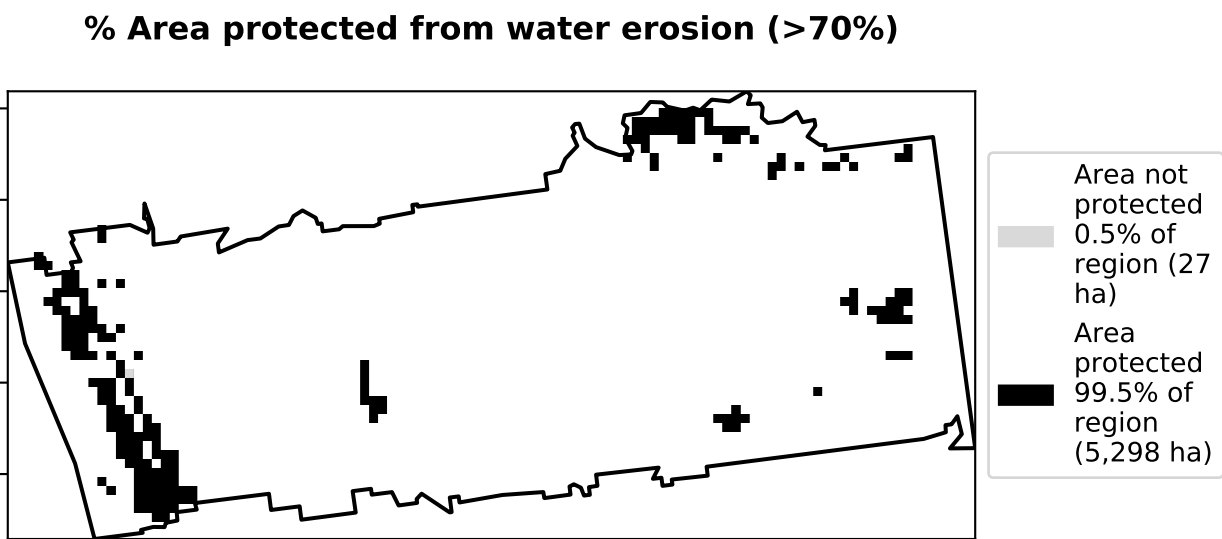 % Area protected from water erosion (>70%)
Area not
protected
0.5% of
region (27
ha)
Area
protected
99.5% of
region
(5,298 ha)